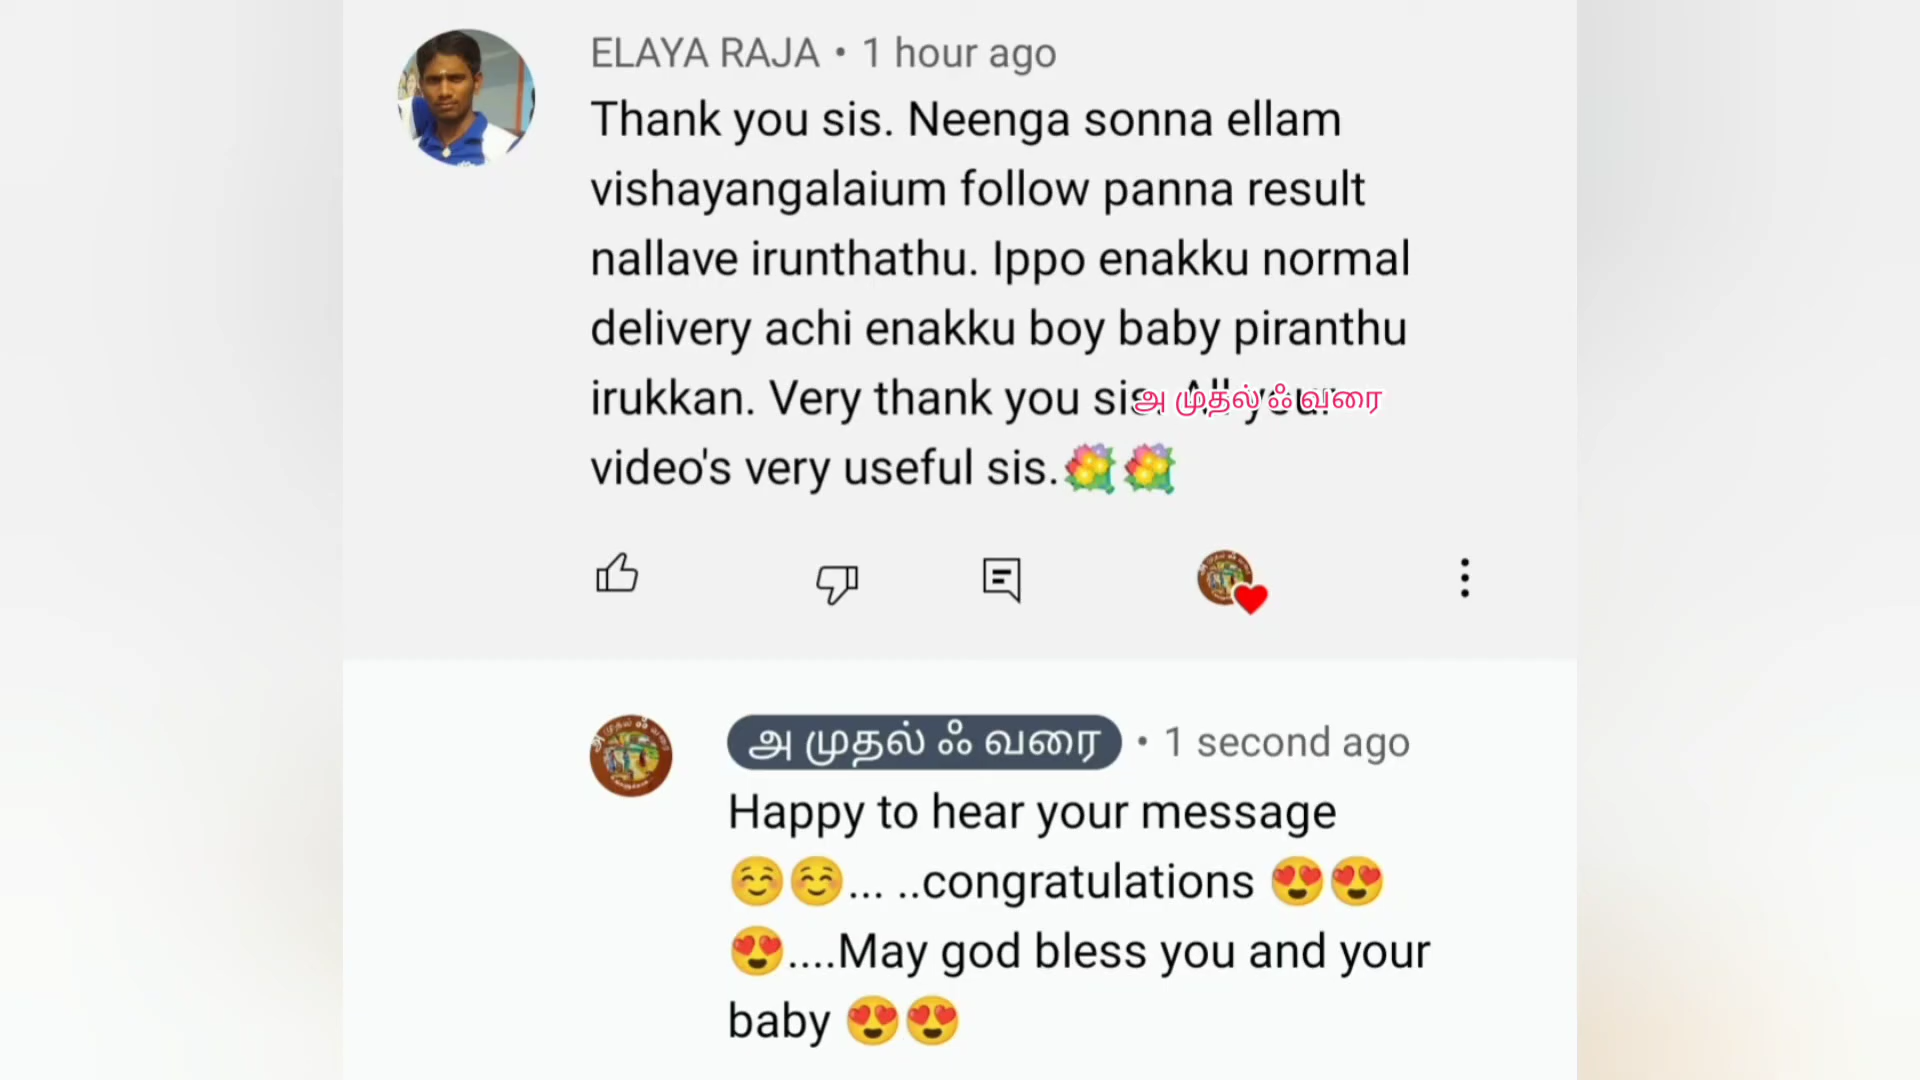 ELAYA RAJA • 1 hour ago
Thank you sis. Neenga sonna ellam
vishayangalaium follow panna result
nallave irunthathu. Ippo enakku normal
delivery achi enakku boy baby piranthu
irukkan. Very thank you sis. All your
அ முதல் ஃ வரை
video's very useful sis.💐💐
அ முதல் ஃ வரை • 1 second ago
Happy to hear your message
☺️☺️... ..congratulations 😍😍
😍....May god bless you and your
baby 😍😍